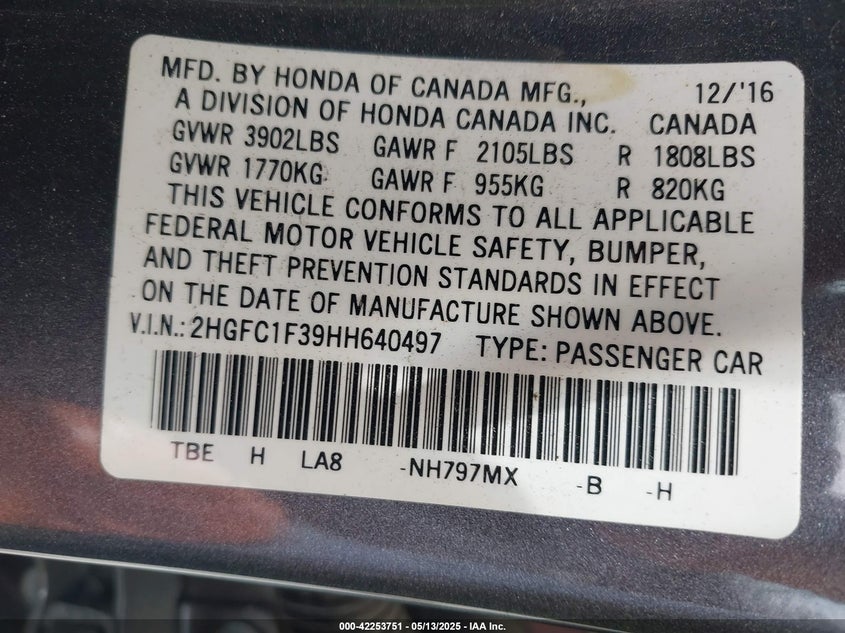 MFD. BY HONDA OF CANADA MFG., 12/'16
A DIVISION OF HONDA CANADA INC. CANADA
GVWR 3902LBS GAWR F 2105LBS R 1808LBS
GVWR 1770KG GAWR F 955KG R 820KG
THIS VEHICLE CONFORMS TO ALL APPLICABLE
FEDERAL MOTOR VEHICLE SAFETY, BUMPER,
AND THEFT PREVENTION STANDARDS IN EFFECT
ON THE DATE OF MANUFACTURE SHOWN ABOVE.
V.I.N.: 2HGFC1F39HH640497 TYPE: PASSENGER CAR
TBE H LA8 -NH797MX -B -H
000-42253751 — 05/13/2025 - IAA Inc.